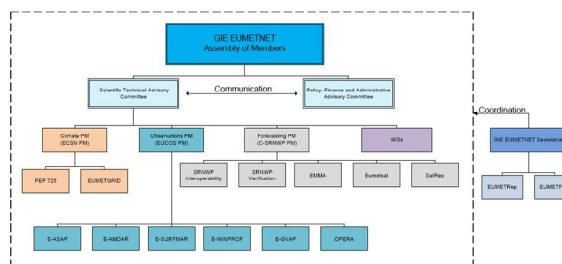 GIE EUMETNET
Assembly of Members
Scientific Technical Advisory
Committee
Communication
Policy, Finance and Administrative
Advisory Committee
Coordination
Climate PM
(ECSN PM)
Observations PM
(EUCOS PM)
Forecasting PM
(C-SRNWP PM)
WGs
GIE EUMETNET Secretaria
PEP 725
EUMETGRID
SRNWP
Interoperability
SRNWP
Verification
EMMA
Eumetcal
SatRep
EUMETRep
EUMETF
E-ASAP
E-AMDAR
E-SURFMAR
E-WINPROF
E-GVAP
OPERA